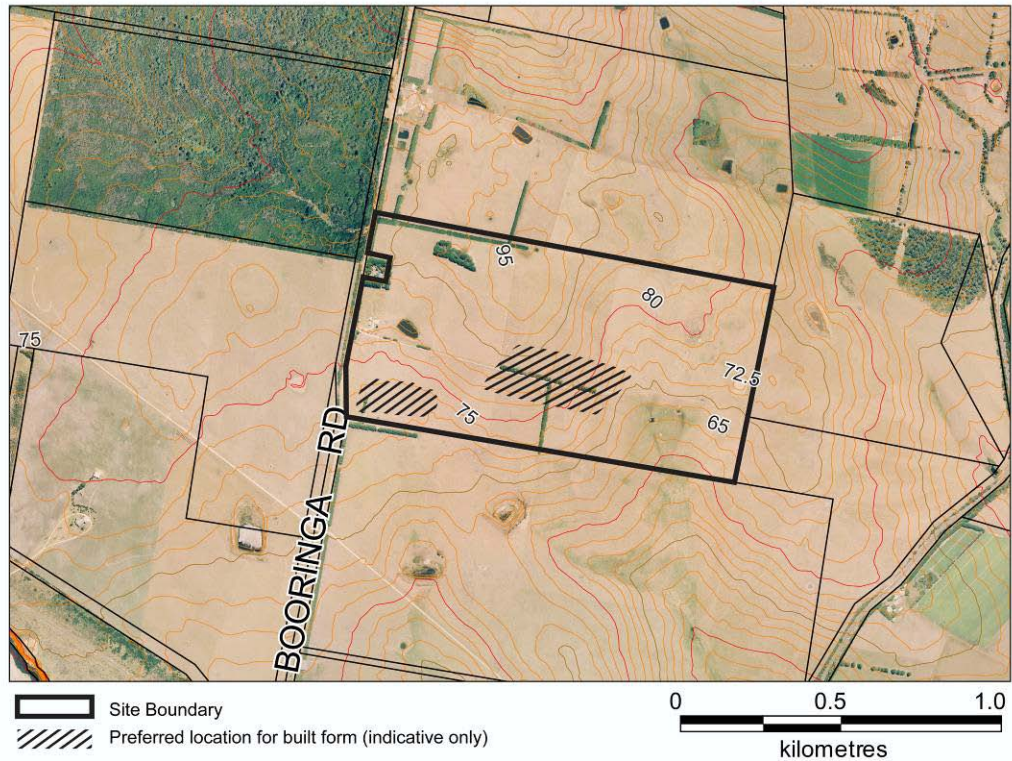 95
80
75
72.5
75
65
BOORINGA RD
Site Boundary
Preferred location for built form (indicative only)
0 0.5 1.0
kilometres